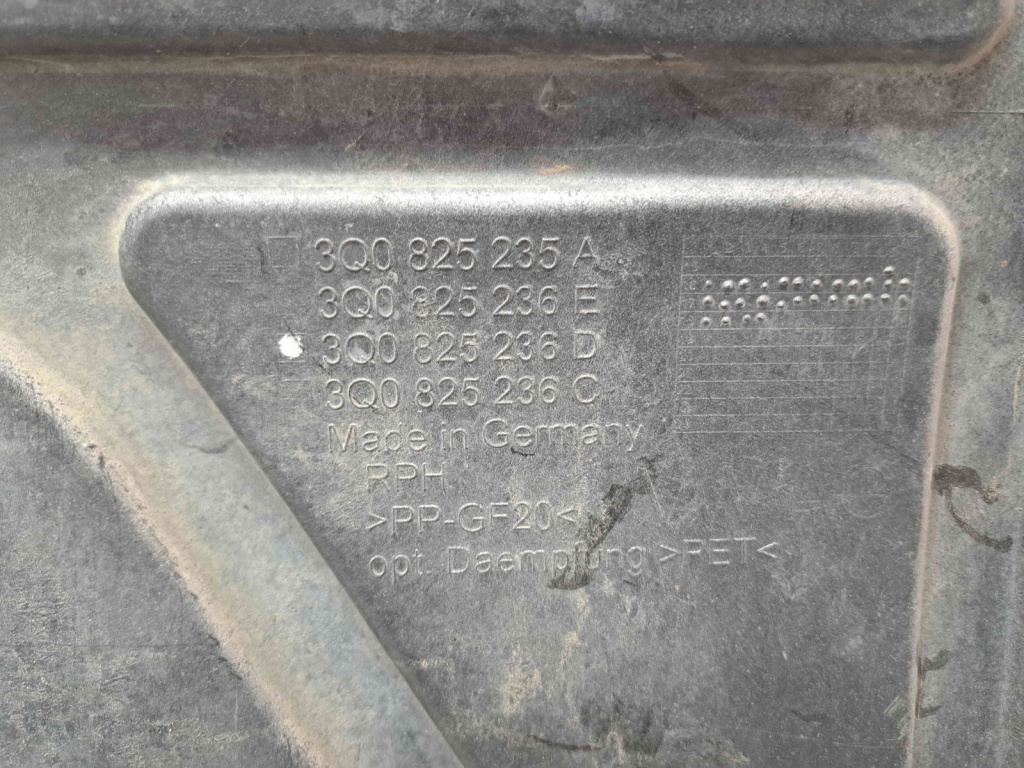 3Q0 825 235 A
3Q0 825 236 E
3Q0 825 236 D
3Q0 825 236 C
Made in Germany
RPH
>PP-GF20<
opt. Daempfung >PET<